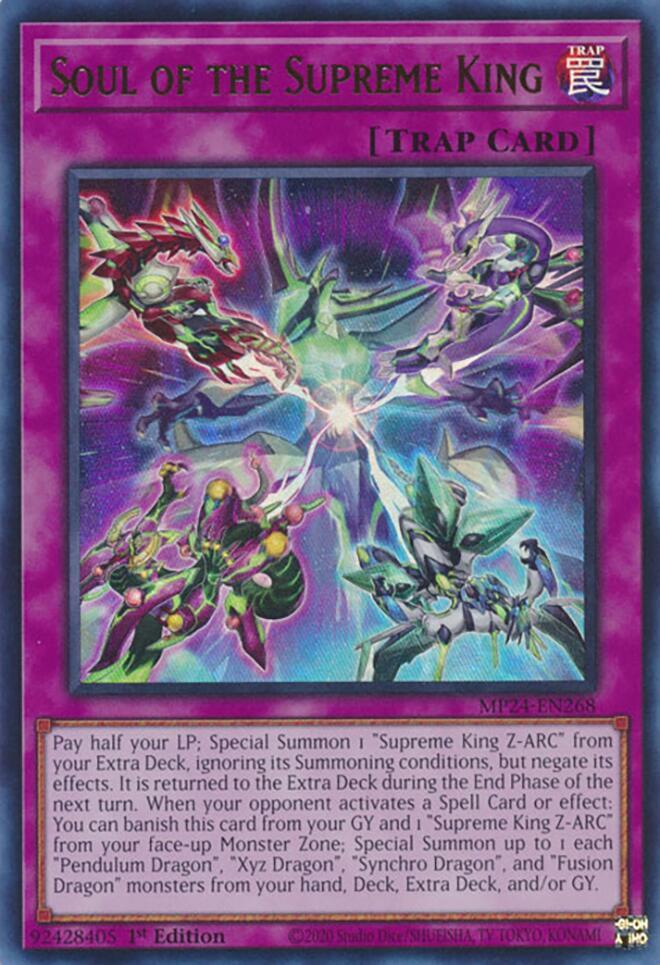 SOUL OF THE SUPREME KING
TRAP
罠
[TRAP CARD]
MP24-EN268
Pay half your LP; Special Summon 1 "Supreme King Z-ARC" from
your Extra Deck, ignoring its Summoning conditions, but negate its
effects. It is returned to the Extra Deck during the End Phase of the
next turn. When your opponent activates a Spell Card or effect:
You can banish this card from your GY and 1 "Supreme King Z-ARC"
from your face-up Monster Zone; Special Summon up to 1 each
"Pendulum Dragon", "Xyz Dragon", "Synchro Dragon", and "Fusion
Dragon" monsters from your hand, Deck, Extra Deck, and/or GY.
92428405 1st Edition
©2020 Studio Dice/SHUEISHA, TV TOKYO, KONAMI